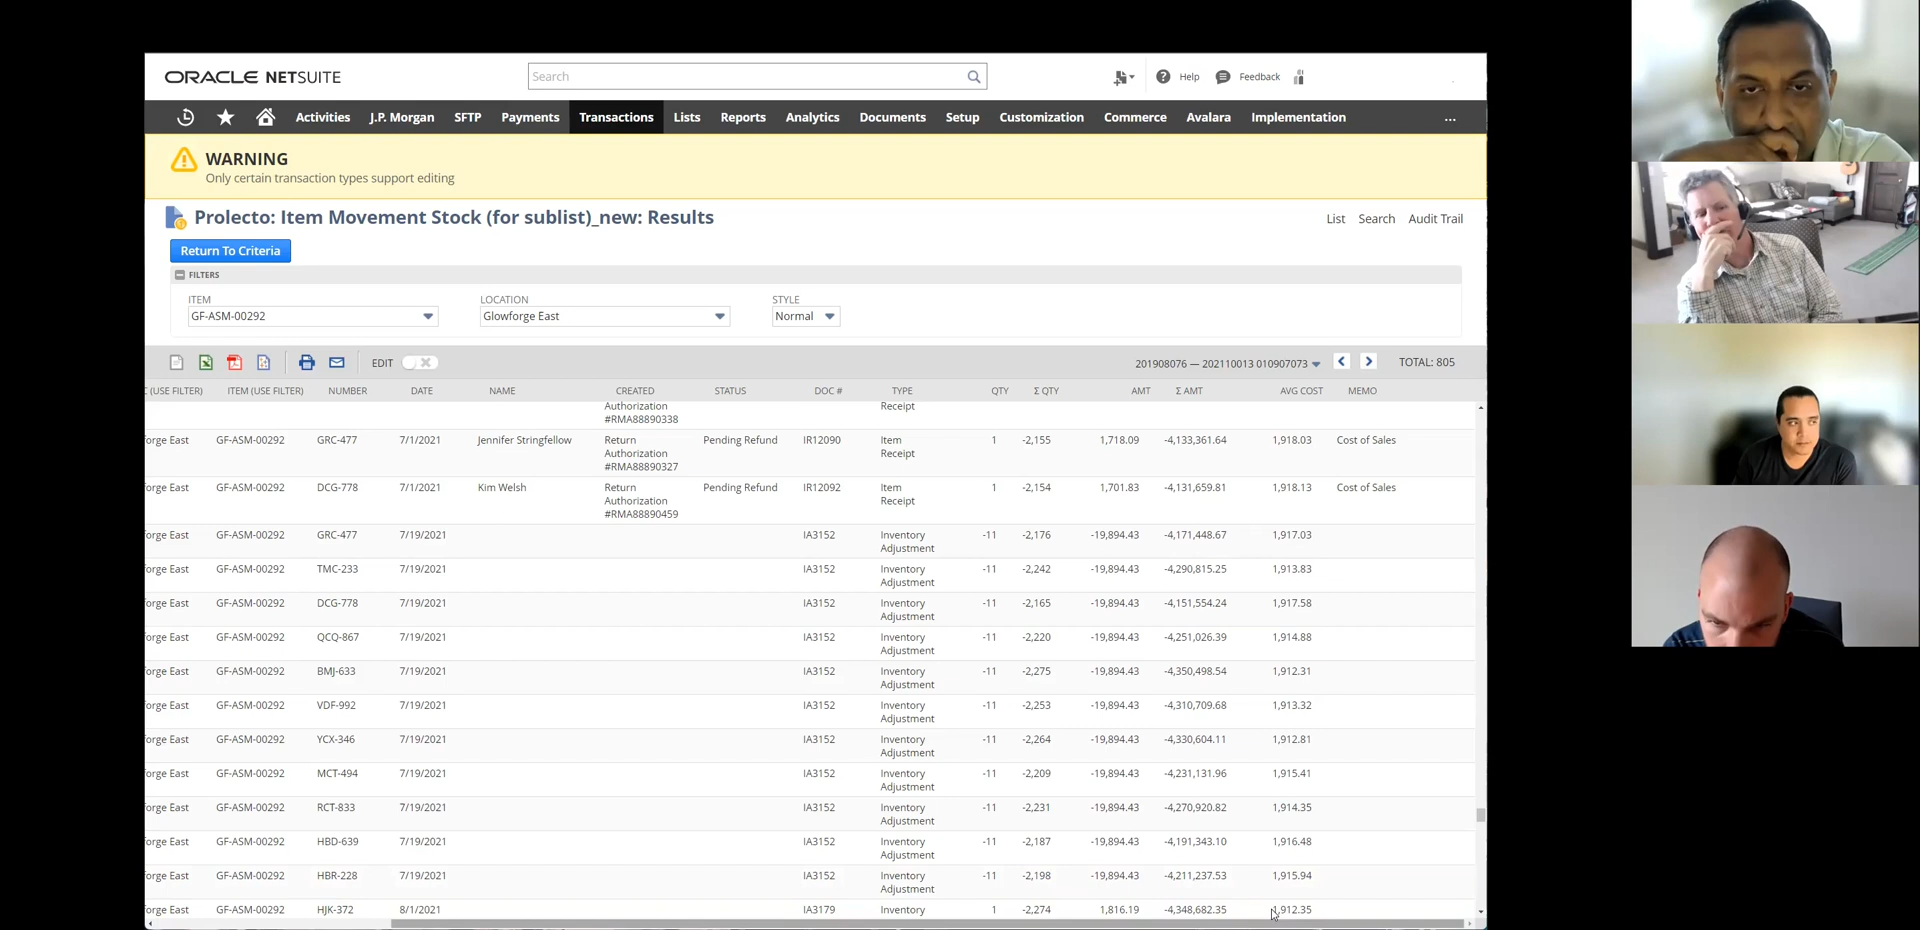 ORACLE NETSUITE
Search
Help Feedback
Activities J.P. Morgan SFTP Payments Transactions Lists Reports Analytics Documents Setup Customization Commerce Avalara Implementation ...
WARNING
Only certain transaction types support editing
Prolecto: Item Movement Stock (for sublist)_new: Results
List Search Audit Trail
Return To Criteria
FILTERS
ITEM LOCATION STYLE
GF-ASM-00292 Glowforge East Normal
EDIT 201908076 — 202110013 010907073 TOTAL: 805
(USE FILTER) ITEM (USE FILTER) NUMBER DATE NAME CREATED STATUS DOC # TYPE QTY Σ QTY AMT Σ AMT AVG COST MEMO
Authorization Receipt
#RMA88890338
forge East GF-ASM-00292 GRC-477 7/1/2021 Jennifer Stringfellow Return Pending Refund IR12090 Item 1 -2,155 1,718.09 -4,133,361.64 1,918.03 Cost of Sales
Authorization Receipt
#RMA88890327
forge East GF-ASM-00292 DCG-778 7/1/2021 Kim Welsh Return Pending Refund IR12092 Item 1 -2,154 1,701.83 -4,131,659.81 1,918.13 Cost of Sales
Authorization Receipt
#RMA88890459
forge East GF-ASM-00292 GRC-477 7/19/2021 IA3152 Inventory -11 -2,176 -19,894.43 -4,171,448.67 1,917.03
Adjustment
forge East GF-ASM-00292 TMC-233 7/19/2021 IA3152 Inventory -11 -2,242 -19,894.43 -4,290,815.25 1,913.83
Adjustment
forge East GF-ASM-00292 DCG-778 7/19/2021 IA3152 Inventory -11 -2,165 -19,894.43 -4,151,554.24 1,917.58
Adjustment
forge East GF-ASM-00292 QCQ-867 7/19/2021 IA3152 Inventory -11 -2,220 -19,894.43 -4,251,026.39 1,914.88
Adjustment
forge East GF-ASM-00292 BMJ-633 7/19/2021 IA3152 Inventory -11 -2,275 -19,894.43 -4,350,498.54 1,912.31
Adjustment
forge East GF-ASM-00292 VDF-992 7/19/2021 IA3152 Inventory -11 -2,253 -19,894.43 -4,310,709.68 1,913.32
Adjustment
forge East GF-ASM-00292 YCX-346 7/19/2021 IA3152 Inventory -11 -2,264 -19,894.43 -4,330,604.11 1,912.81
Adjustment
forge East GF-ASM-00292 MCT-494 7/19/2021 IA3152 Inventory -11 -2,209 -19,894.43 -4,231,131.96 1,915.41
Adjustment
forge East GF-ASM-00292 RCT-833 7/19/2021 IA3152 Inventory -11 -2,231 -19,894.43 -4,270,920.82 1,914.35
Adjustment
forge East GF-ASM-00292 HBD-639 7/19/2021 IA3152 Inventory -11 -2,187 -19,894.43 -4,191,343.10 1,916.48
Adjustment
forge East GF-ASM-00292 HBR-228 7/19/2021 IA3152 Inventory -11 -2,198 -19,894.43 -4,211,237.53 1,915.94
Adjustment
forge East GF-ASM-00292 HJK-372 8/1/2021 IA3179 Inventory 1 -2,274 1,816.19 -4,348,682.35 1,912.35